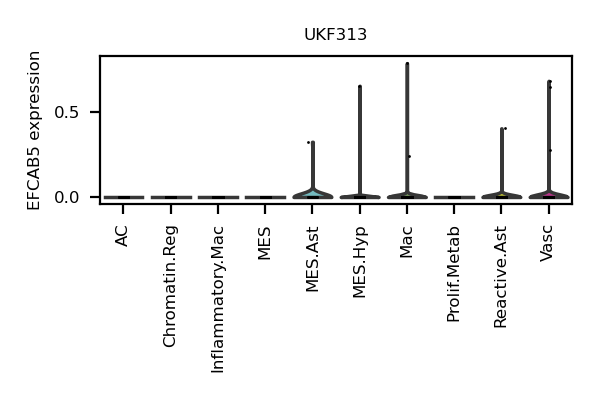 UKF313
EFCAB5 expression
0.5
0.0
AC
Chromatin.Reg
Inflammatory.Mac
MES
MES.Ast
MES.Hyp
Mac
Prolif.Metab
Reactive.Ast
Vasc